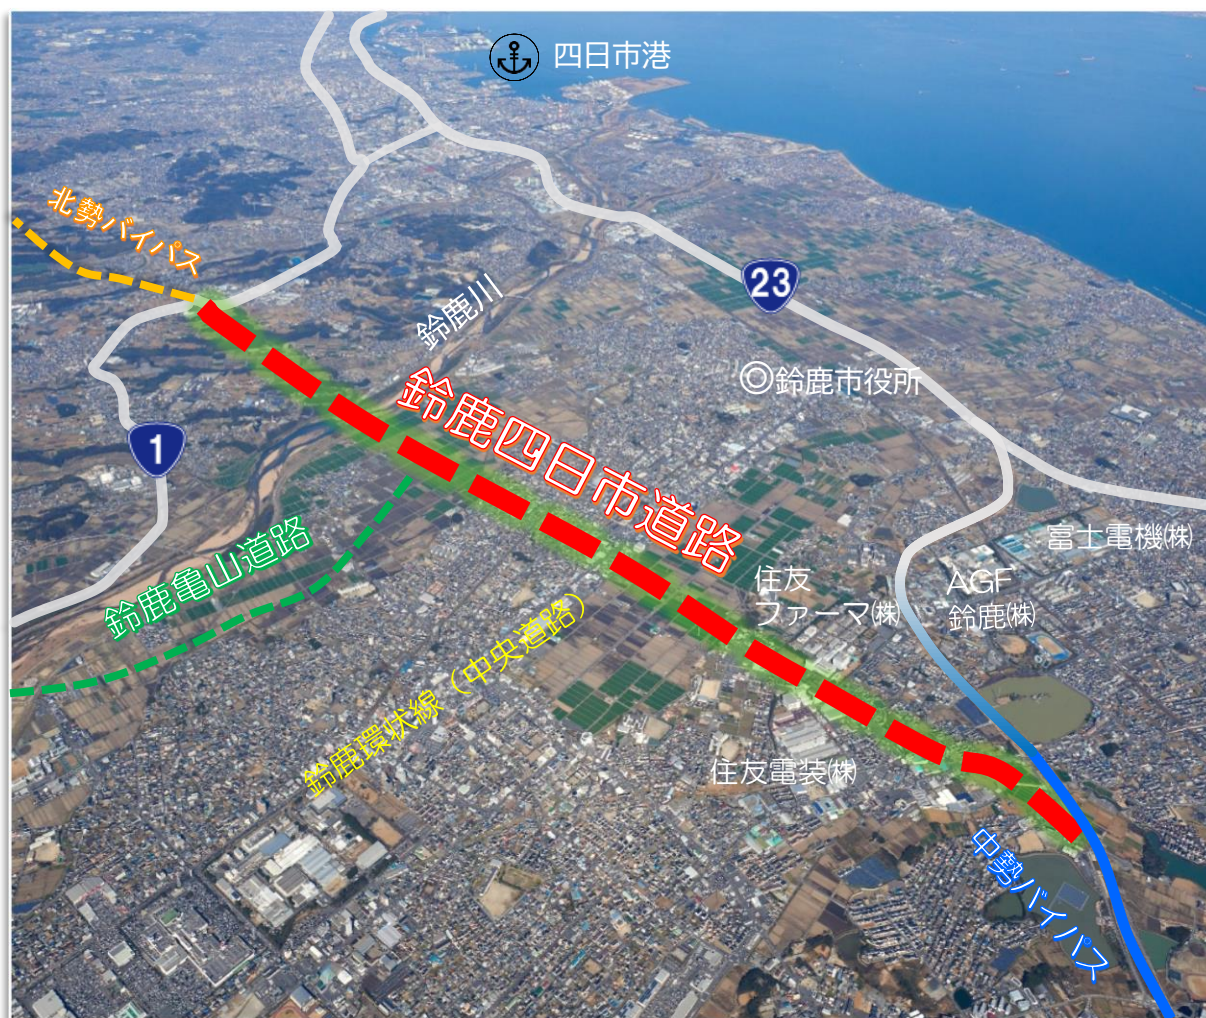 四日市港
北勢バイパス
鈴鹿川
23
鈴鹿市役所
鈴鹿四日市道路
1
富士電機㈱
鈴鹿亀山道路
住友
ファーマ㈱
AGF
鈴鹿㈱
鈴鹿環状線（中央道路）
住友電装㈱
中勢バイパス